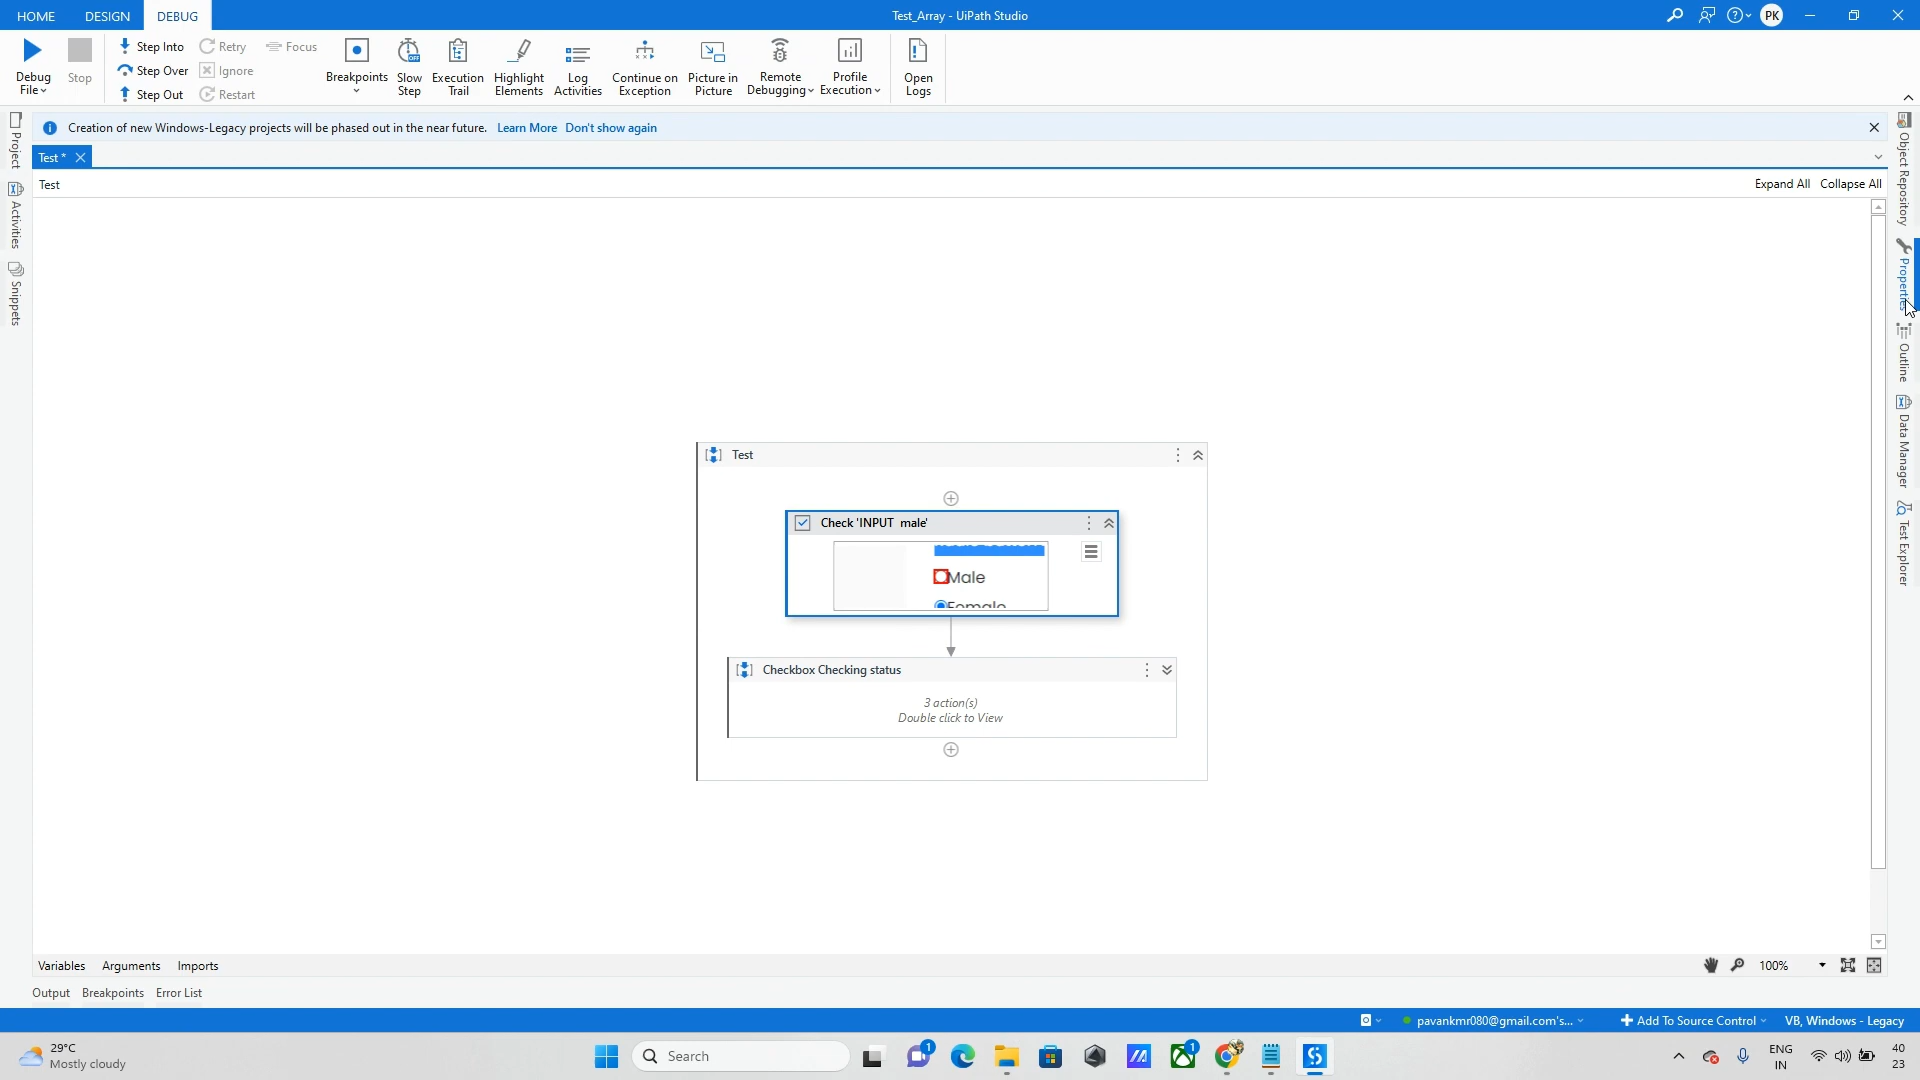 HOME DESIGN DEBUG
Test_Array - UiPath Studio
PK
Debug File
Stop
Step Into
Step Over
Step Out
Retry
Ignore
Restart
Focus
Breakpoints
Slow Step
OFF
Execution Trail
Highlight Elements
Log Activities
Continue on Exception
Picture in Picture
Remote Debugging
Profile Execution
Open Logs
Creation of new Windows-Legacy projects will be phased out in the near future. Learn More Don't show again
Test *
Test
Expand All Collapse All
Project
Activities
Snippets
Object Repository
Properties
Outline
Data Manager
Test Explorer
Test
Check 'INPUT male'
Male
Female
Checkbox Checking status
3 action(s)
Double click to View
Variables Arguments Imports
100%
Output Breakpoints Error List
pavankmr080@gmail.com's...
Add To Source Control
VB, Windows - Legacy
29°C
Mostly cloudy
Search
1
1
ENG
IN
40
23